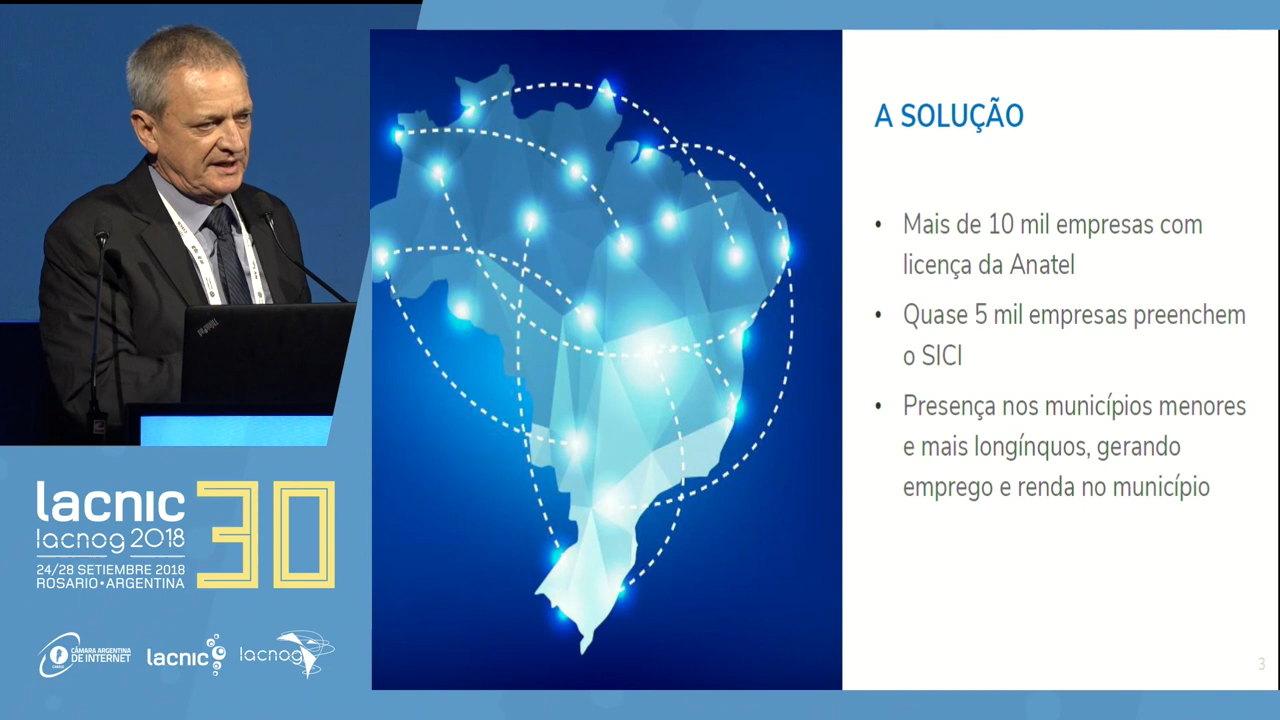 A SOLUÇÃO
• Mais de 10 mil empresas com
licença da Anatel
• Quase 5 mil empresas preenchem
o SICI
• Presença nos municípios menores
e mais longínquos, gerando
emprego e renda no município
3
ThinkPad
lacnic 30
lacnog 2018
24/28 SETIEMBRE 2018
ROSARIO•ARGENTINA
CÁMARA ARGENTINA
DE INTERNET
lacnic
lacnog